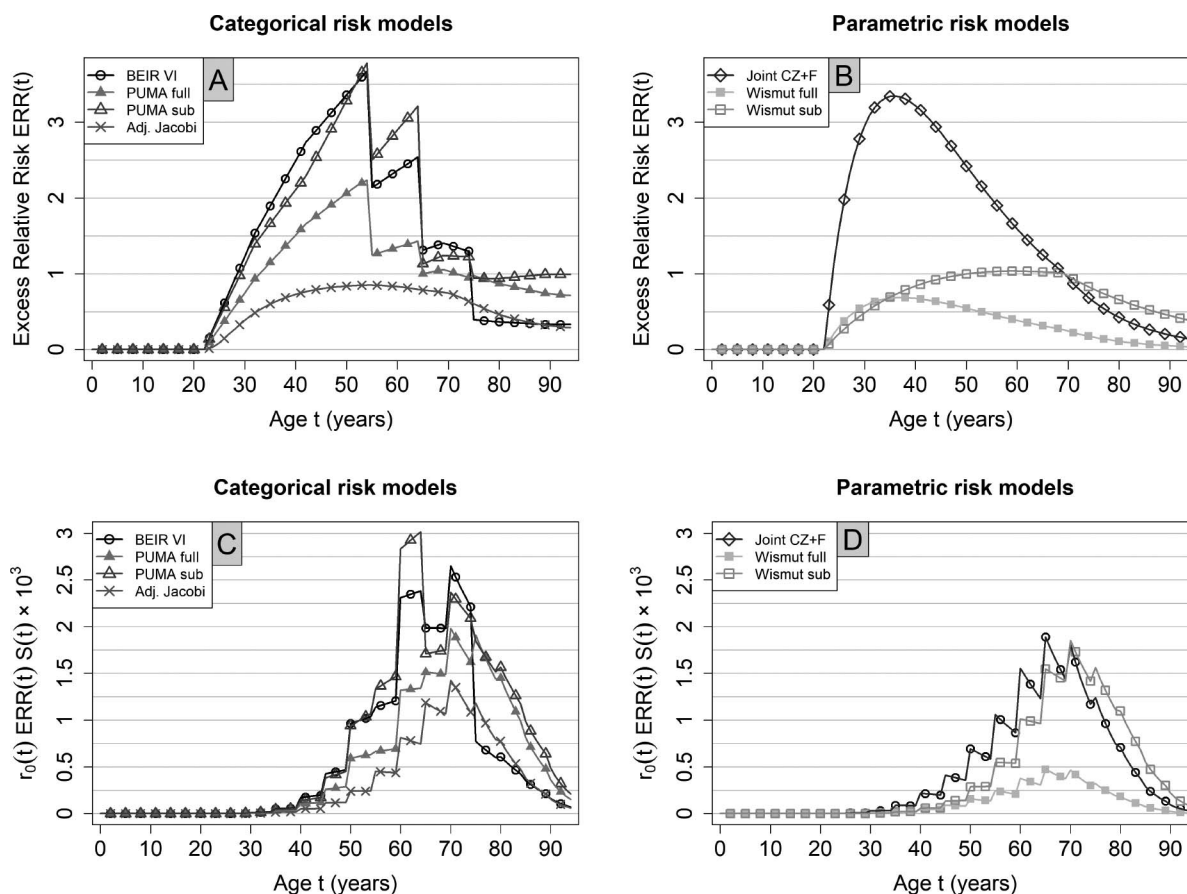 Categorical risk models
A
BEIR VI
PUMA full
PUMA sub
Adj. Jacobi
Excess Relative Risk ERR(t)
3
2
1
0
0 10 20 30 40 50 60 70 80 90
Age t (years)
Parametric risk models
B
Joint CZ+F
Wismut full
Wismut sub
Excess Relative Risk ERR(t)
3
2
1
0
0 10 20 30 40 50 60 70 80 90
Age t (years)
Categorical risk models
C
BEIR VI
PUMA full
PUMA sub
Adj. Jacobi
r₀(t) ERR(t) S(t) × 10³
3
2.5
2
1.5
1
0.5
0
0 10 20 30 40 50 60 70 80 90
Age t (years)
Parametric risk models
D
Joint CZ+F
Wismut full
Wismut sub
r₀(t) ERR(t) S(t) × 10³
3
2.5
2
1.5
1
0.5
0
0 10 20 30 40 50 60 70 80 90
Age t (years)